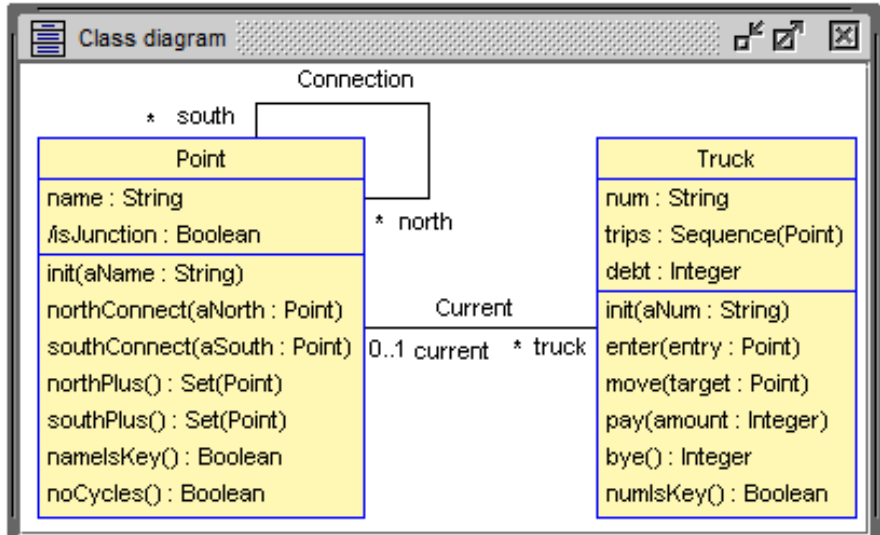 Class diagram
Connection
* south
Point
name : String
/isJunction : Boolean
init(aName : String)
northConnect(aNorth : Point)
southConnect(aSouth : Point)
northPlus() : Set(Point)
southPlus() : Set(Point)
nameIsKey() : Boolean
noCycles() : Boolean
* north
Current
0..1 current * truck
Truck
num : String
trips : Sequence(Point)
debt : Integer
init(aNum : String)
enter(entry : Point)
move(target : Point)
pay(amount : Integer)
bye() : Integer
numIsKey() : Boolean